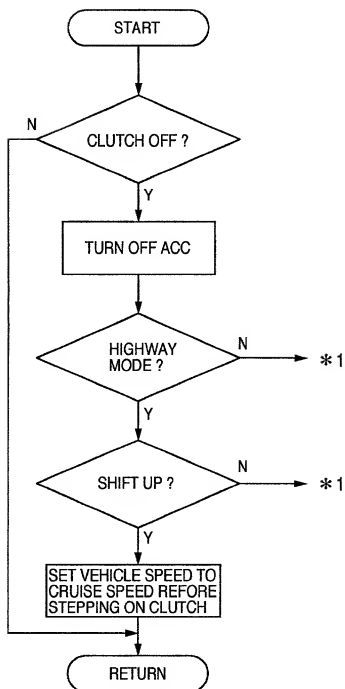 START
N
CLUTCH OFF ?
Y
TURN OFF ACC
HIGHWAY
MODE ?
N
*1
Y
SHIFT UP ?
N
*1
Y
SET VEHICLE SPEED TO
CRUISE SPEED REFORE
STEPPING ON CLUTCH
RETURN